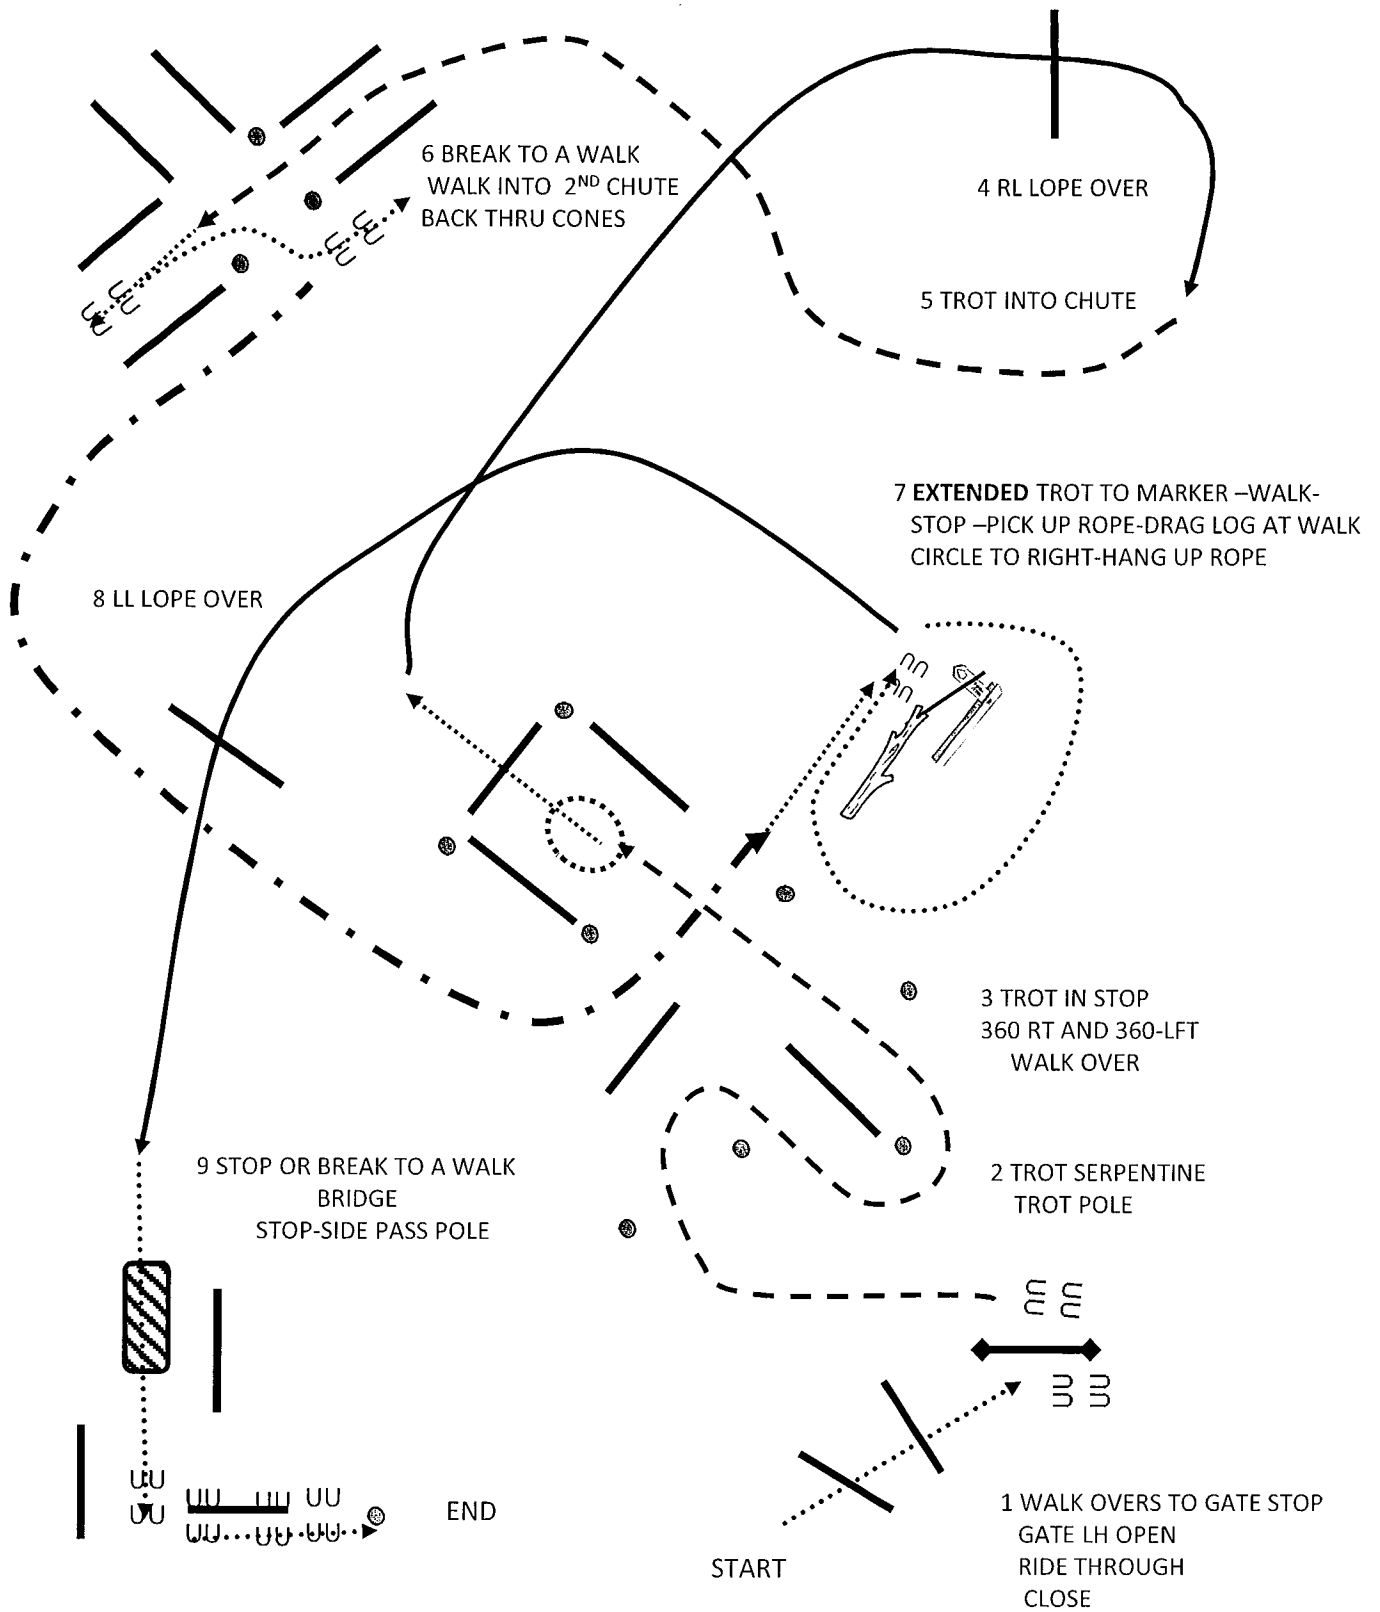 6 BREAK TO A WALK
WALK INTO 2ND CHUTE
BACK THRU CONES
4 RL LOPE OVER
5 TROT INTO CHUTE
7 EXTENDED TROT TO MARKER –WALK-
STOP –PICK UP ROPE-DRAG LOG AT WALK
CIRCLE TO RIGHT-HANG UP ROPE
8 LL LOPE OVER
3 TROT IN STOP
360 RT AND 360-LFT
WALK OVER
9 STOP OR BREAK TO A WALK
BRIDGE
STOP-SIDE PASS POLE
2 TROT SERPENTINE
TROT POLE
END
1 WALK OVERS TO GATE STOP
GATE LH OPEN
RIDE THROUGH
CLOSE
START